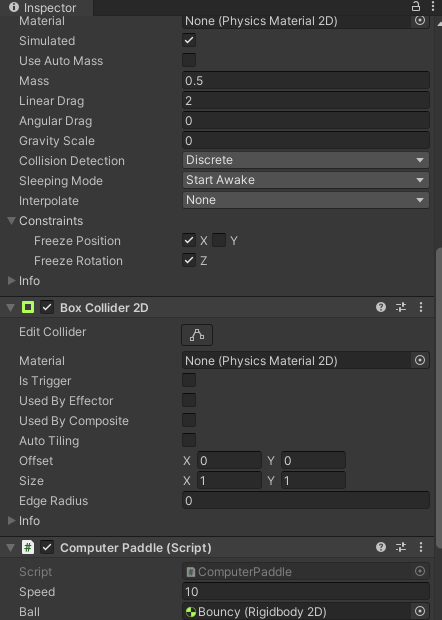 Inspector
Material None (Physics Material 2D)
Simulated
Use Auto Mass
Mass 0.5
Linear Drag 2
Angular Drag 0
Gravity Scale 0
Collision Detection Discrete
Sleeping Mode Start Awake
Interpolate None
Constraints
Freeze Position X Y
Freeze Rotation Z
Info
Box Collider 2D
Edit Collider
Material None (Physics Material 2D)
Is Trigger
Used By Effector
Used By Composite
Auto Tiling
Offset X 0 Y 0
Size X 1 Y 1
Edge Radius 0
Info
# Computer Paddle (Script)
Script ComputerPaddle
Speed 10
Ball Bouncy (Rigidbody 2D)